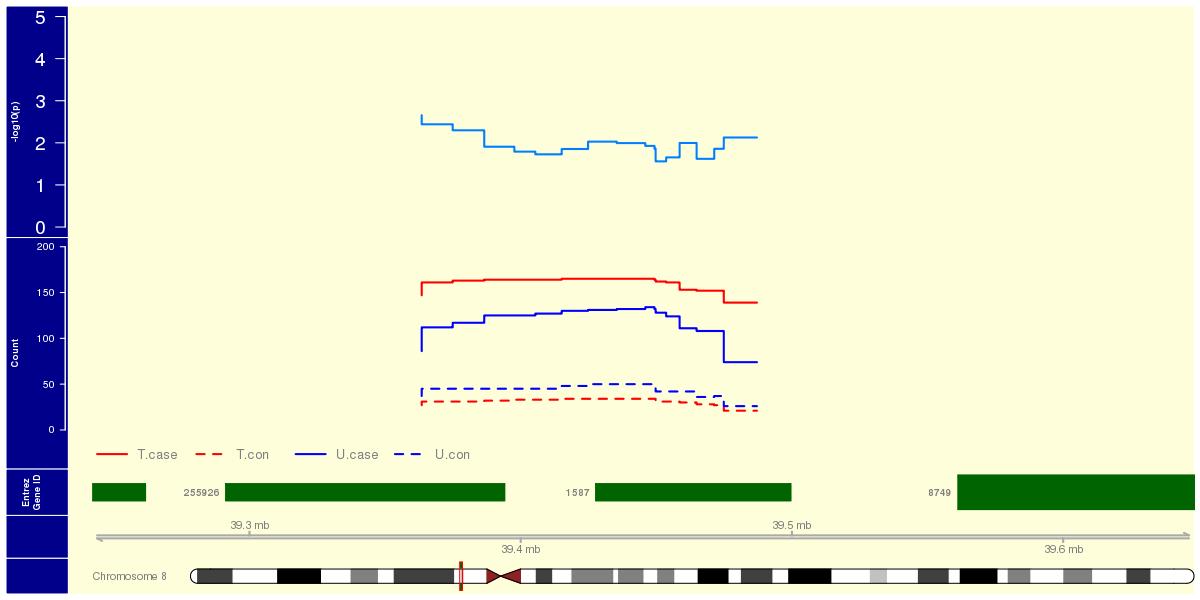 5
4
3
2
1
0
-log10(p)
200
150
100
50
0
Count
T.case T.con U.case U.con
Entrez
Gene ID
255926 1587 8749
39.3 mb 39.5 mb
39.4 mb 39.6 mb
Chromosome 8